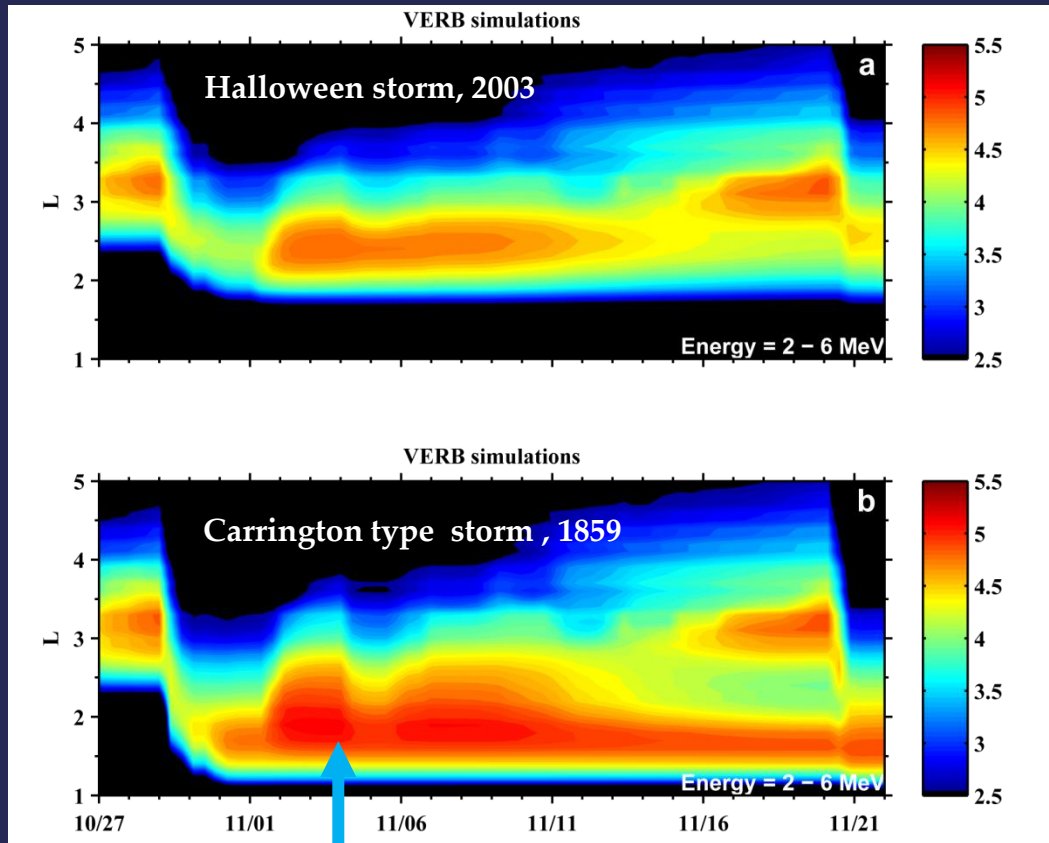 VERB simulations
5
4
3
2
1
L
Halloween storm, 2003
a
Energy = 2 − 6 MeV
5.5
5
4.5
4
3.5
3
2.5
VERB simulations
5
4
3
2
1
L
Carrington type storm , 1859
b
Energy = 2 − 6 MeV
10/27 11/01 11/06 11/11 11/16 11/21
5.5
5
4.5
4
3.5
3
2.5